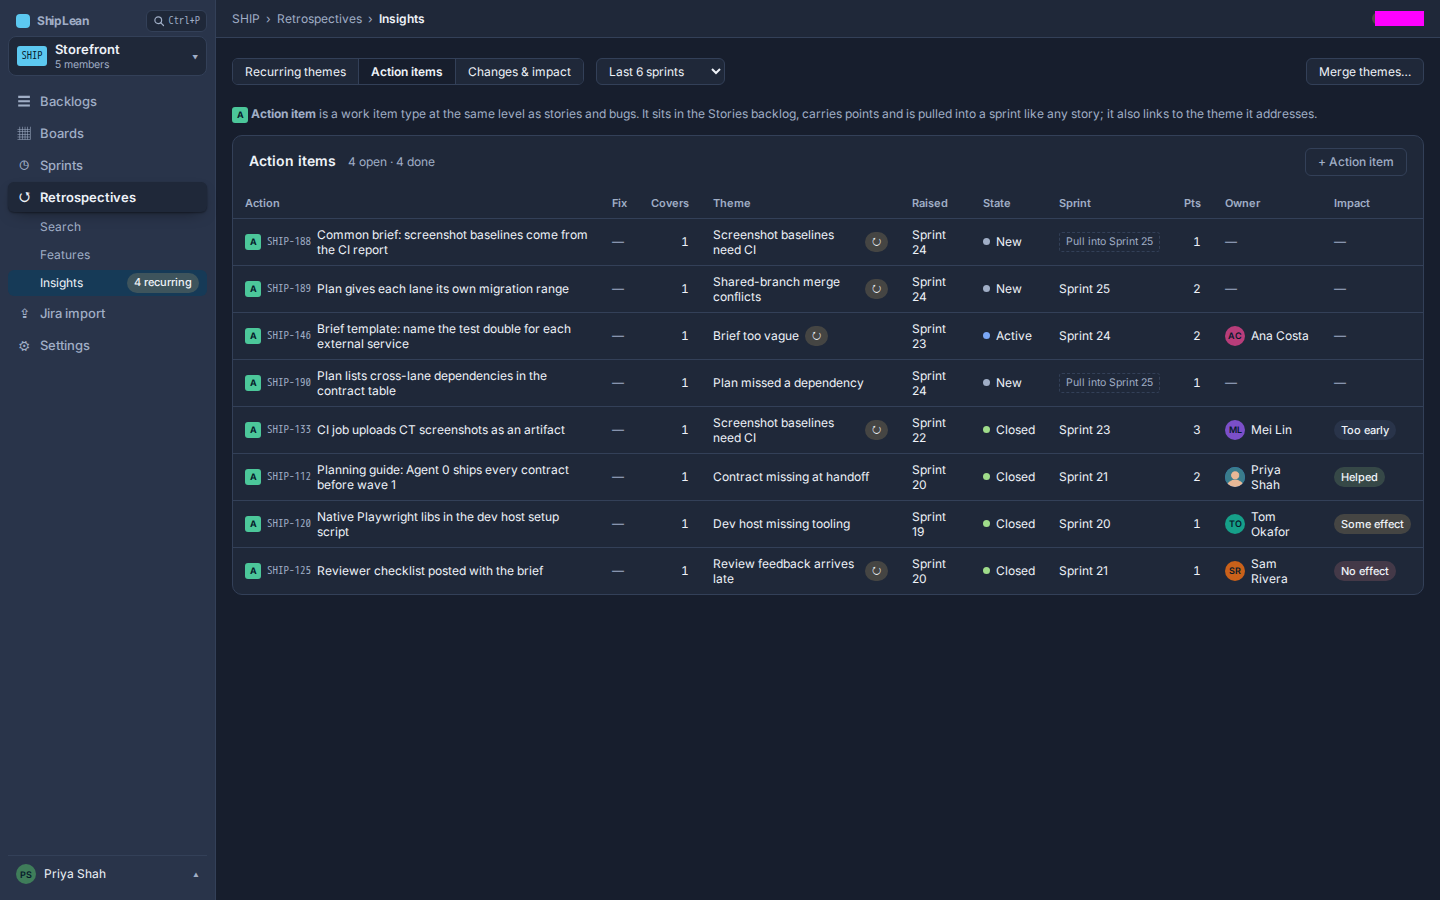 ShipLean
Ctrl+P
SHIP
Storefront
5 members
Backlogs
Boards
Sprints
Retrospectives
Search
Features
Insights
4 recurring
Jira import
Settings
PS
Priya Shah
SHIP › Retrospectives › Insights
Recurring themes
Action items
Changes & impact
Last 6 sprints
Merge themes...
A Action item is a work item type at the same level as stories and bugs. It sits in the Stories backlog, carries points and is pulled into a sprint like any story; it also links to the theme it addresses.
Action items 4 open · 4 done
+ Action item
Action Fix Covers Theme Raised State Sprint Pts Owner Impact
A SHIP-188 Common brief: screenshot baselines come from
the CI report
— 1 Screenshot baselines
need CI
Sprint
24
New Pull into Sprint 25 1 — —
A SHIP-189 Plan gives each lane its own migration range — 1 Shared-branch merge
conflicts
Sprint
24
New Sprint 25 2 — —
A SHIP-146 Brief template: name the test double for each
external service
— 1 Brief too vague
Sprint
23
Active Sprint 24 2 AC Ana Costa —
A SHIP-190 Plan lists cross-lane dependencies in the
contract table
— 1 Plan missed a dependency
Sprint
24
New Pull into Sprint 25 1 — —
A SHIP-133 CI job uploads CT screenshots as an artifact — 1 Screenshot baselines
need CI
Sprint
22
Closed Sprint 23 3 ML Mei Lin Too early
A SHIP-112 Planning guide: Agent 0 ships every contract
before wave 1
— 1 Contract missing at handoff
Sprint
20
Closed Sprint 21 2 Priya
Shah
Helped
A SHIP-120 Native Playwright libs in the dev host setup
script
— 1 Dev host missing tooling
Sprint
19
Closed Sprint 20 1 TO Tom
Okafor
Some effect
A SHIP-125 Reviewer checklist posted with the brief — 1 Review feedback arrives
late
Sprint
20
Closed Sprint 21 1 SR Sam
Rivera
No effect